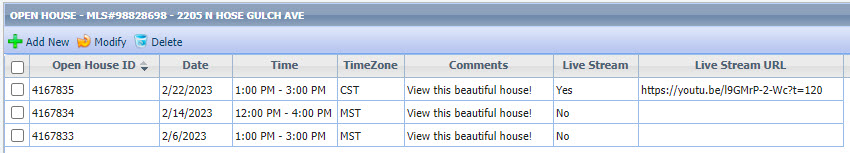 OPEN HOUSE - MLS#98828698 - 2205 N HOSE GULCH AVE
Add New Modify Delete
Open House ID Date Time TimeZone Comments Live Stream Live Stream URL
4167835 2/22/2023 1:00 PM - 3:00 PM CST View this beautiful house! Yes https://youtu.be/l9GMrP-2-Wc?t=120
4167834 2/14/2023 12:00 PM - 4:00 PM MST View this beautiful house! No
4167833 2/6/2023 1:00 PM - 3:00 PM MST View this beautiful house! No